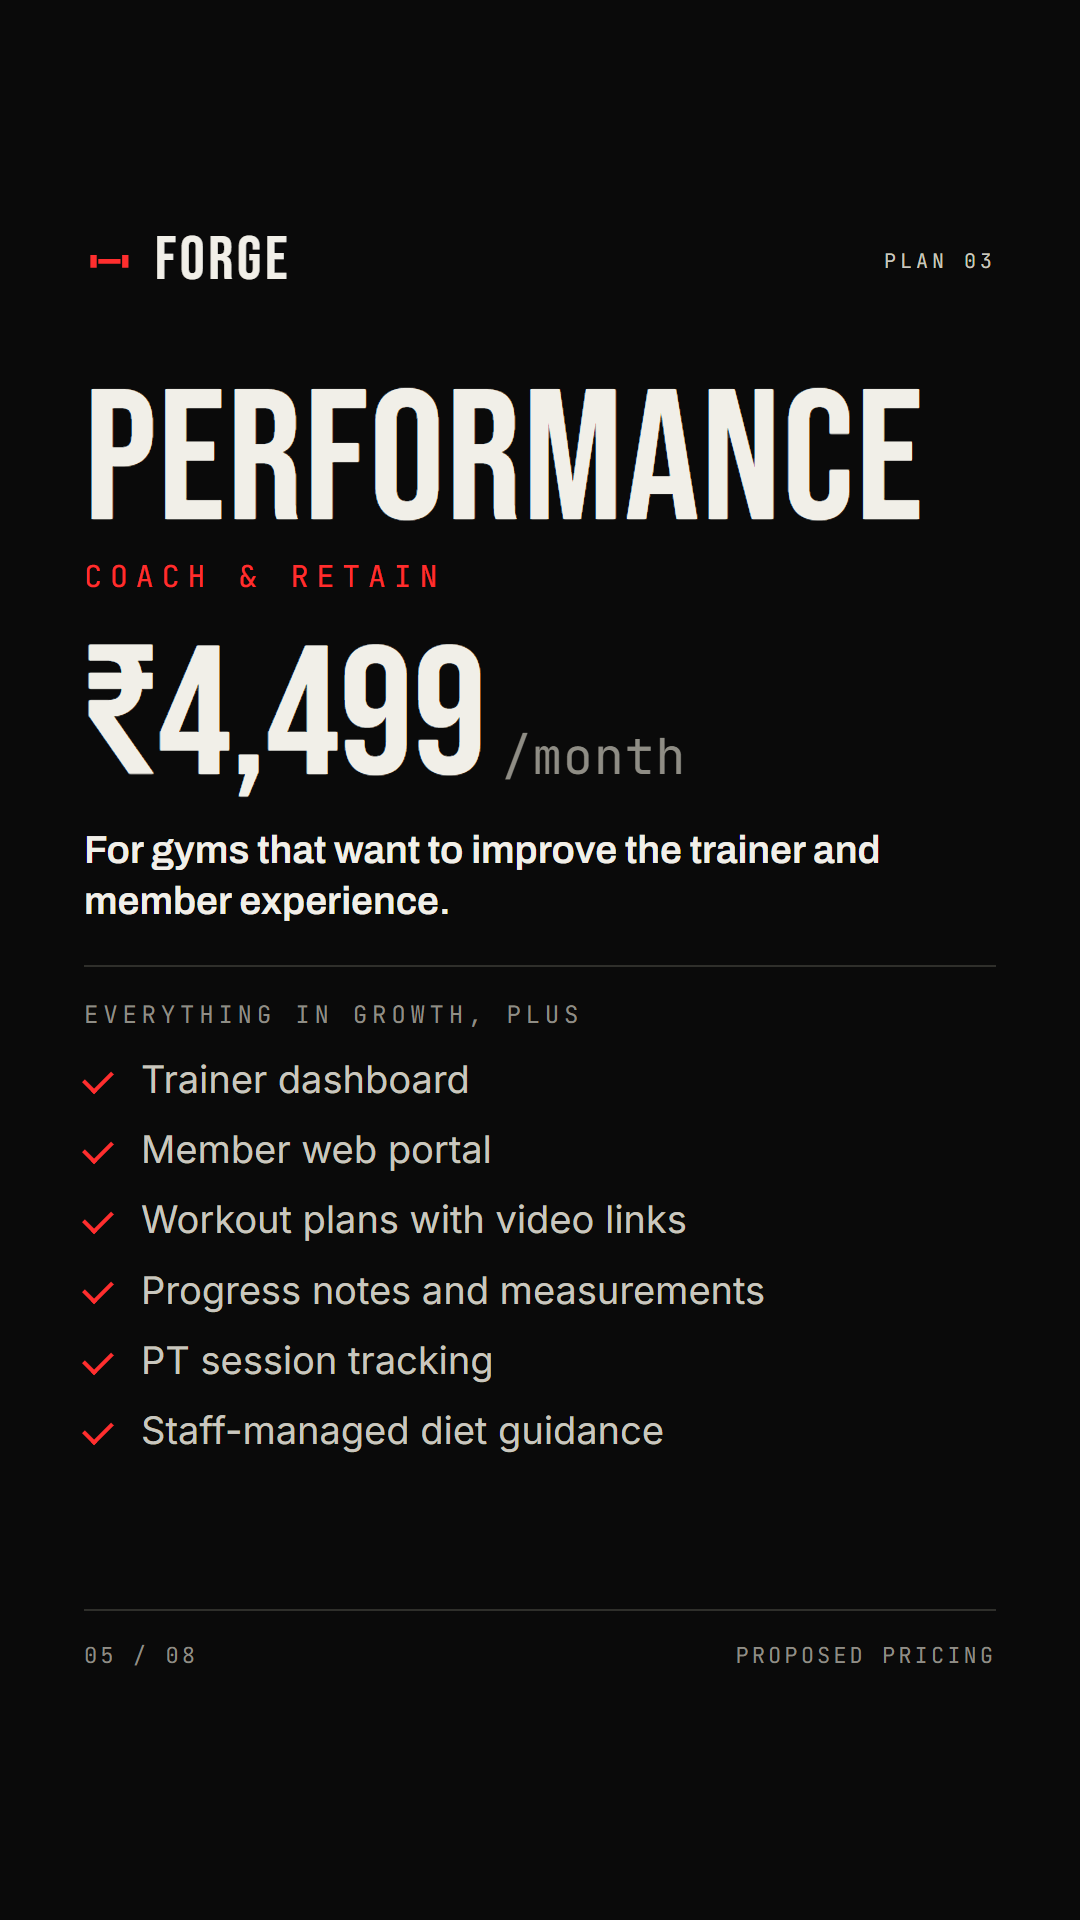 FORGE
PLAN 03
PERFORMANCE
COACH & RETAIN
₹4,499 /month
For gyms that want to improve the trainer and
member experience.
EVERYTHING IN GROWTH, PLUS
Trainer dashboard
Member web portal
Workout plans with video links
Progress notes and measurements
PT session tracking
Staff-managed diet guidance
05 / 08
PROPOSED PRICING